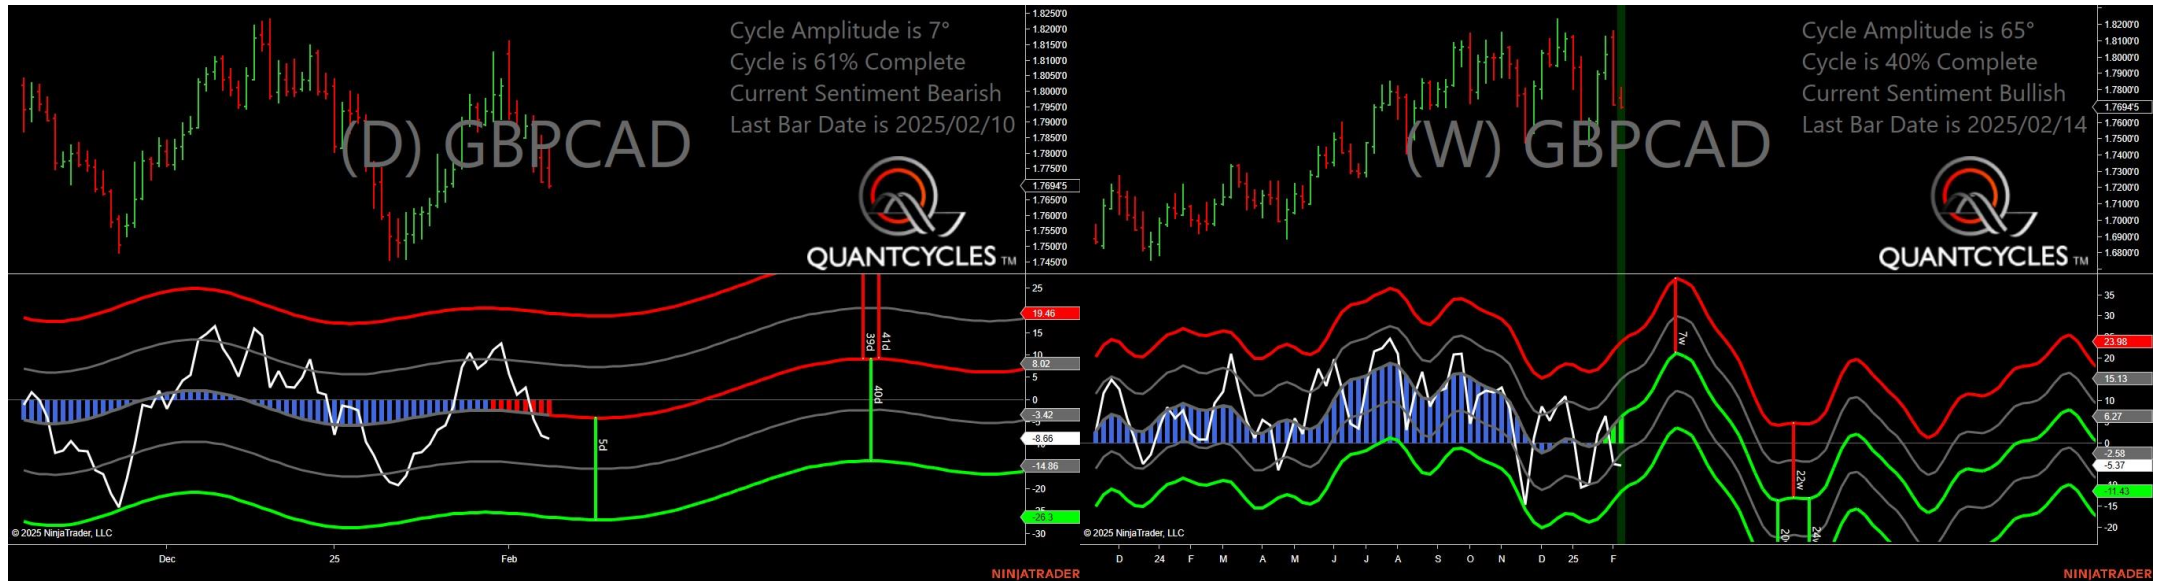 Cycle Amplitude is 7°
Cycle is 61% Complete
Current Sentiment Bearish
Last Bar Date is 2025/02/10
(D) GBPCAD
QUANTCYCLES TM
1.8250'0
1.8200'0
1.8150'0
1.8100'0
1.8050'0
1.8000'0
1.7950'0
1.7900'0
1.7850'0
1.7800'0
1.7750'0
1.7694'5
1.7650'0
1.7600'0
1.7550'0
1.7500'0
1.7450'0
25
19.46
15
10
8.02
5
0
-3.42
-8.66
-14.86
-20
-26.3
-30
39d
41d
40d
5d
© 2025 NinjaTrader, LLC
Dec
25
Feb
NINJATRADER
Cycle Amplitude is 65°
Cycle is 40% Complete
Current Sentiment Bullish
Last Bar Date is 2025/02/14
(W) GBPCAD
QUANTCYCLES TM
1.8200'0
1.8100'0
1.8000'0
1.7900'0
1.7800'0
1.7694'5
1.7600'0
1.7500'0
1.7400'0
1.7300'0
1.7200'0
1.7100'0
1.7000'0
1.6900'0
1.6800'0
35
30
23.98
20
15.13
10
6.27
0
-2.58
-5.37
-11.43
-15
-20
7w
22w
© 2025 NinjaTrader, LLC
D
24
F
M
A
M
J
J
A
S
O
N
D
25
F
NINJATRADER